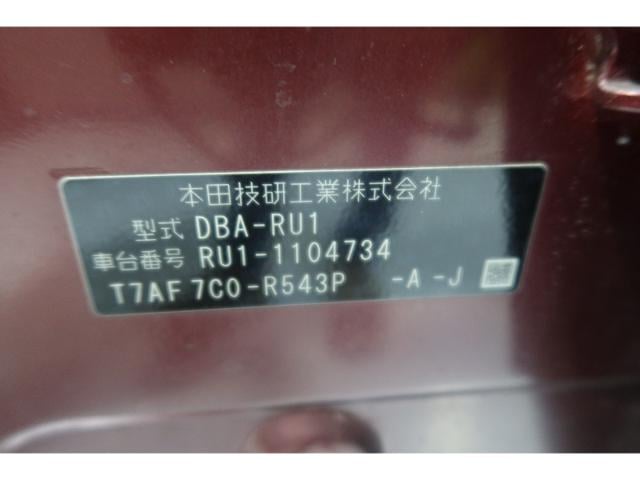 本田技研工業株式会社
型式 DBA-RU1
車台番号 RU1-1104734
T7AF 7C0-R543P -A -J